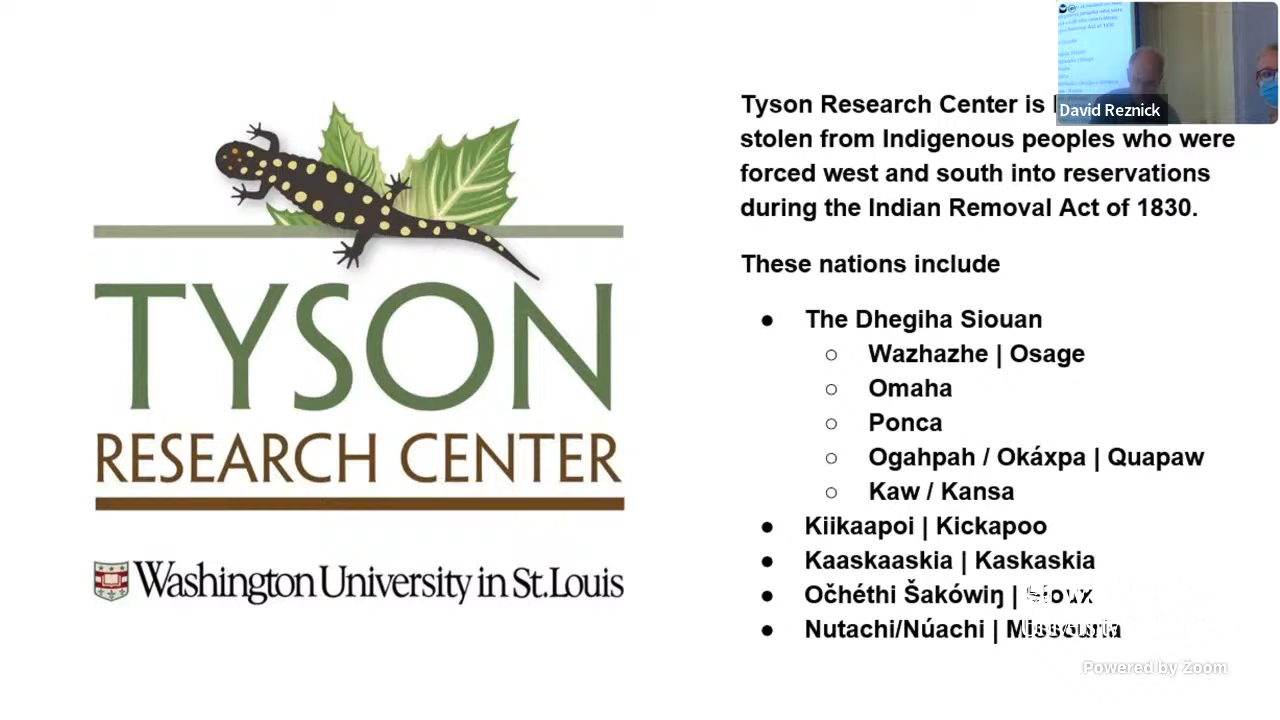 David Reznick
Tyson Research Center is
stolen from Indigenous peoples who were
forced west and south into reservations
during the Indian Removal Act of 1830.
These nations include
● The Dhegiha Siouan
○ Wazhazhe | Osage
○ Omaha
○ Ponca
○ Ogahpah / Okáxpa | Quapaw
○ Kaw / Kansa
● Kiikaapoi | Kickapoo
● Kaaskaaskia | Kaskaskia
● Očhéthi Šakówiŋ |
● Nutachi/Núachi | Missouria
TYSON
RESEARCH CENTER
Washington University in St. Louis
Powered by Zoom